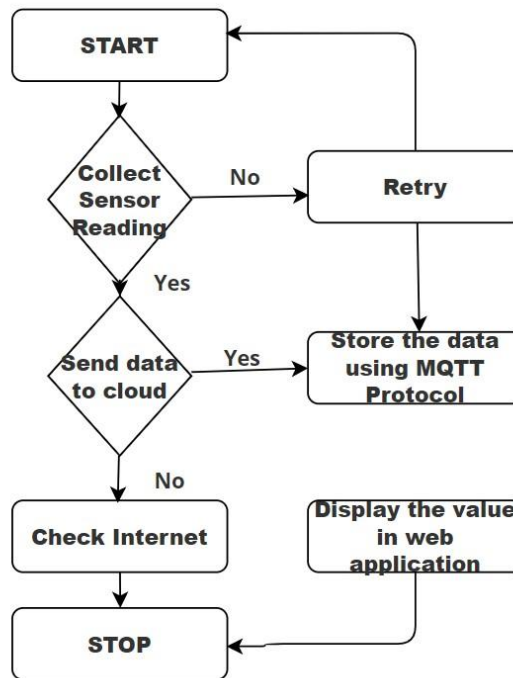 START
Collect
Sensor
Reading
No
Retry
Yes
Send data
to cloud
Yes
Store the data
using MQTT
Protocol
No
Check Internet
Display the value
in web
application
STOP